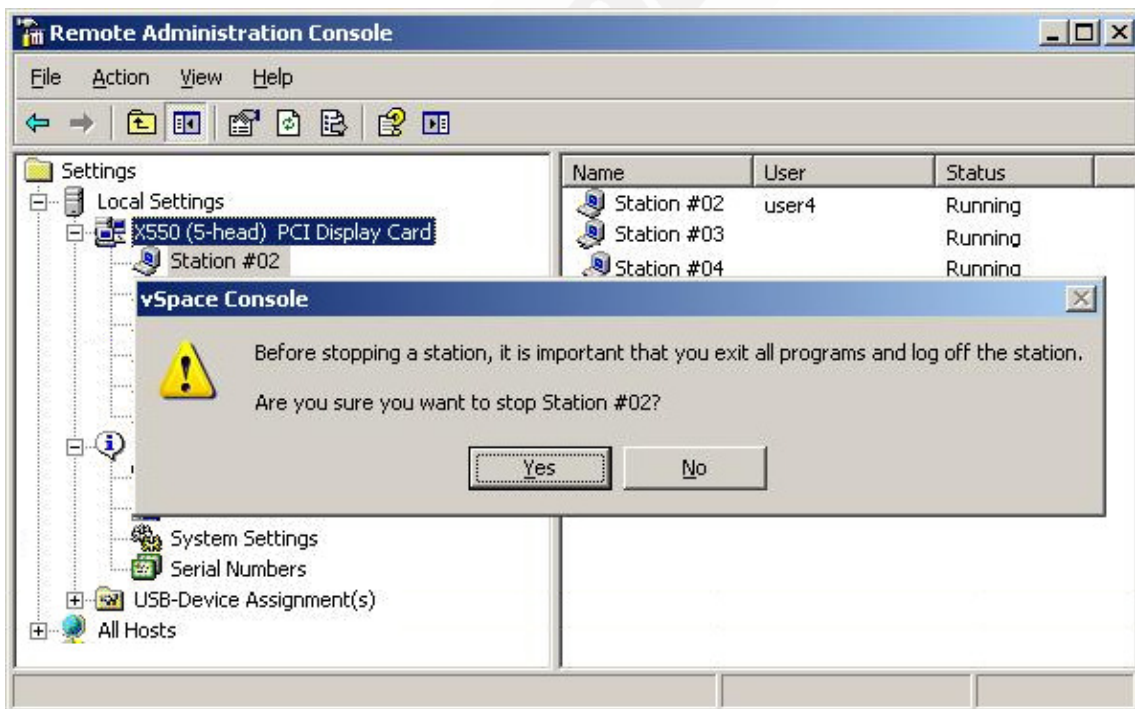 Remote Administration Console
File Action View Help
Settings
Local Settings
X550 (5-head) PCI Display Card
Station #02
Name User Status
Station #02 user4 Running
Station #03 Running
Station #04 Running
vSpace Console
Before stopping a station, it is important that you exit all programs and log off the station.
Are you sure you want to stop Station #02?
Yes No
System Settings
Serial Numbers
USB-Device Assignment(s)
All Hosts